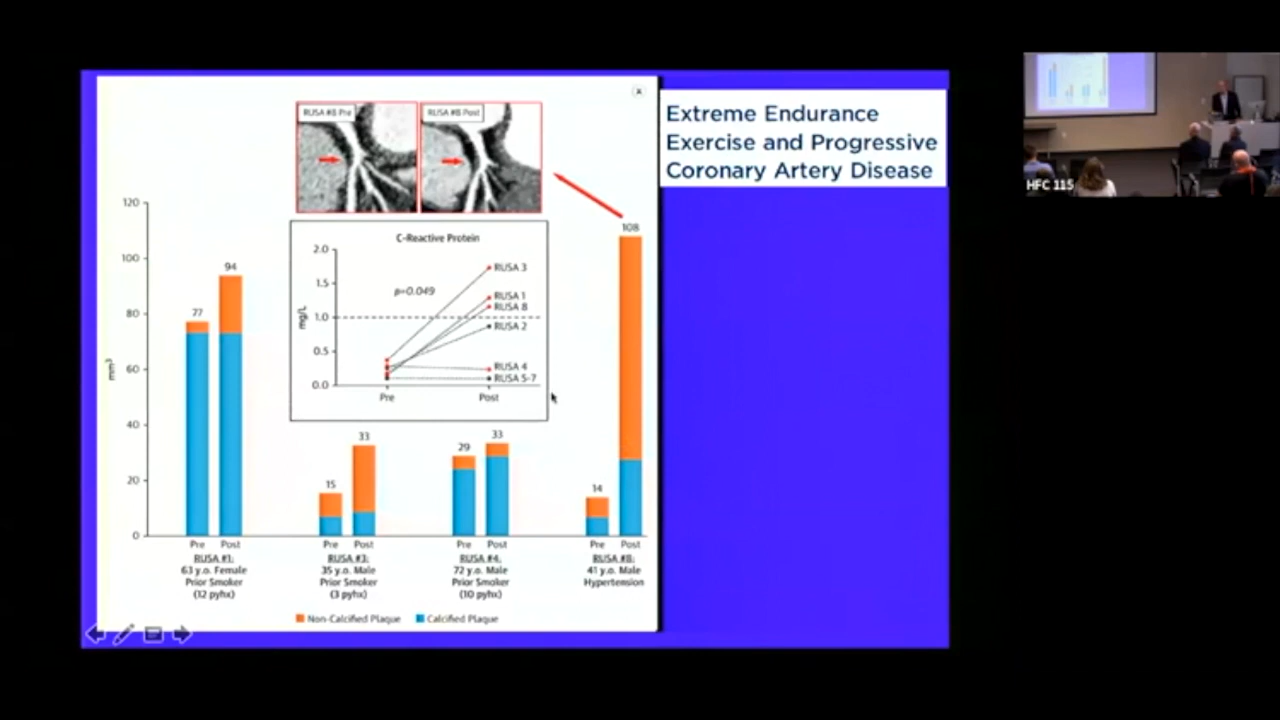 Extreme Endurance
Exercise and Progressive
Coronary Artery Disease
HFC 115
RUSA #8 Pre
RUSA #8 Post
C-Reactive Protein
2.0
1.5
1.0
0.5
0.0
mg/L
p=0.049
RUSA 3
RUSA 1
RUSA 8
RUSA 2
RUSA 4
RUSA 5-7
Pre Post
120
100
80
60
40
20
0
mm³
77 94
15 33
29 33
14 108
Pre Post
RUSA #1:
63 y.o. Female
Prior Smoker
(12 pyhx)
Pre Post
RUSA #3:
35 y.o. Male
Prior Smoker
(3 pyhx)
Pre Post
RUSA #4:
72 y.o. Male
Prior Smoker
(10 pyhx)
Pre Post
RUSA #8:
41 y.o. Male
Hypertension
Non-Calcified Plaque Calcified Plaque